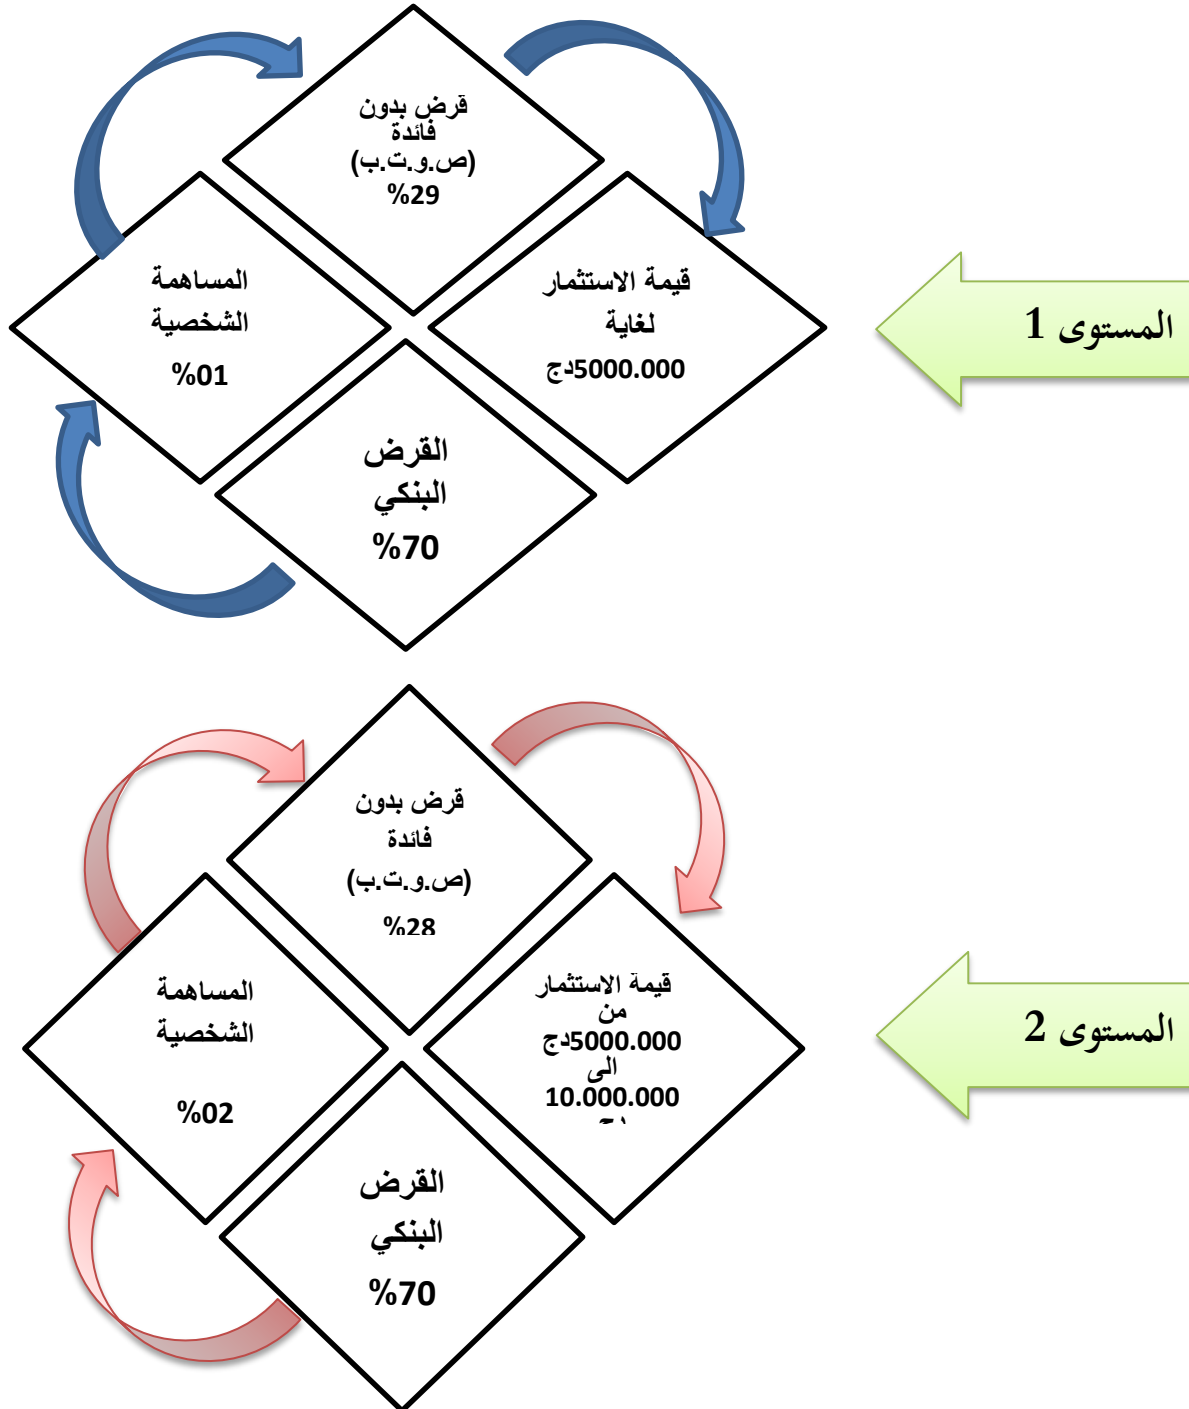 قرض بدون
فائدة
(ص.و.ت.ب)
%29
قيمة الاستثمار
لغاية
5000.000دج
المستوى 1
المساهمة
الشخصية
%01
القرض
البنكي
%70
قرض بدون
فائدة
(ص.و.ت.ب)
%28
قيمة الاستثمار
من
5000.000دج
الى
10.000.000
دج
المستوى 2
المساهمة
الشخصية
%02
القرض
البنكي
%70